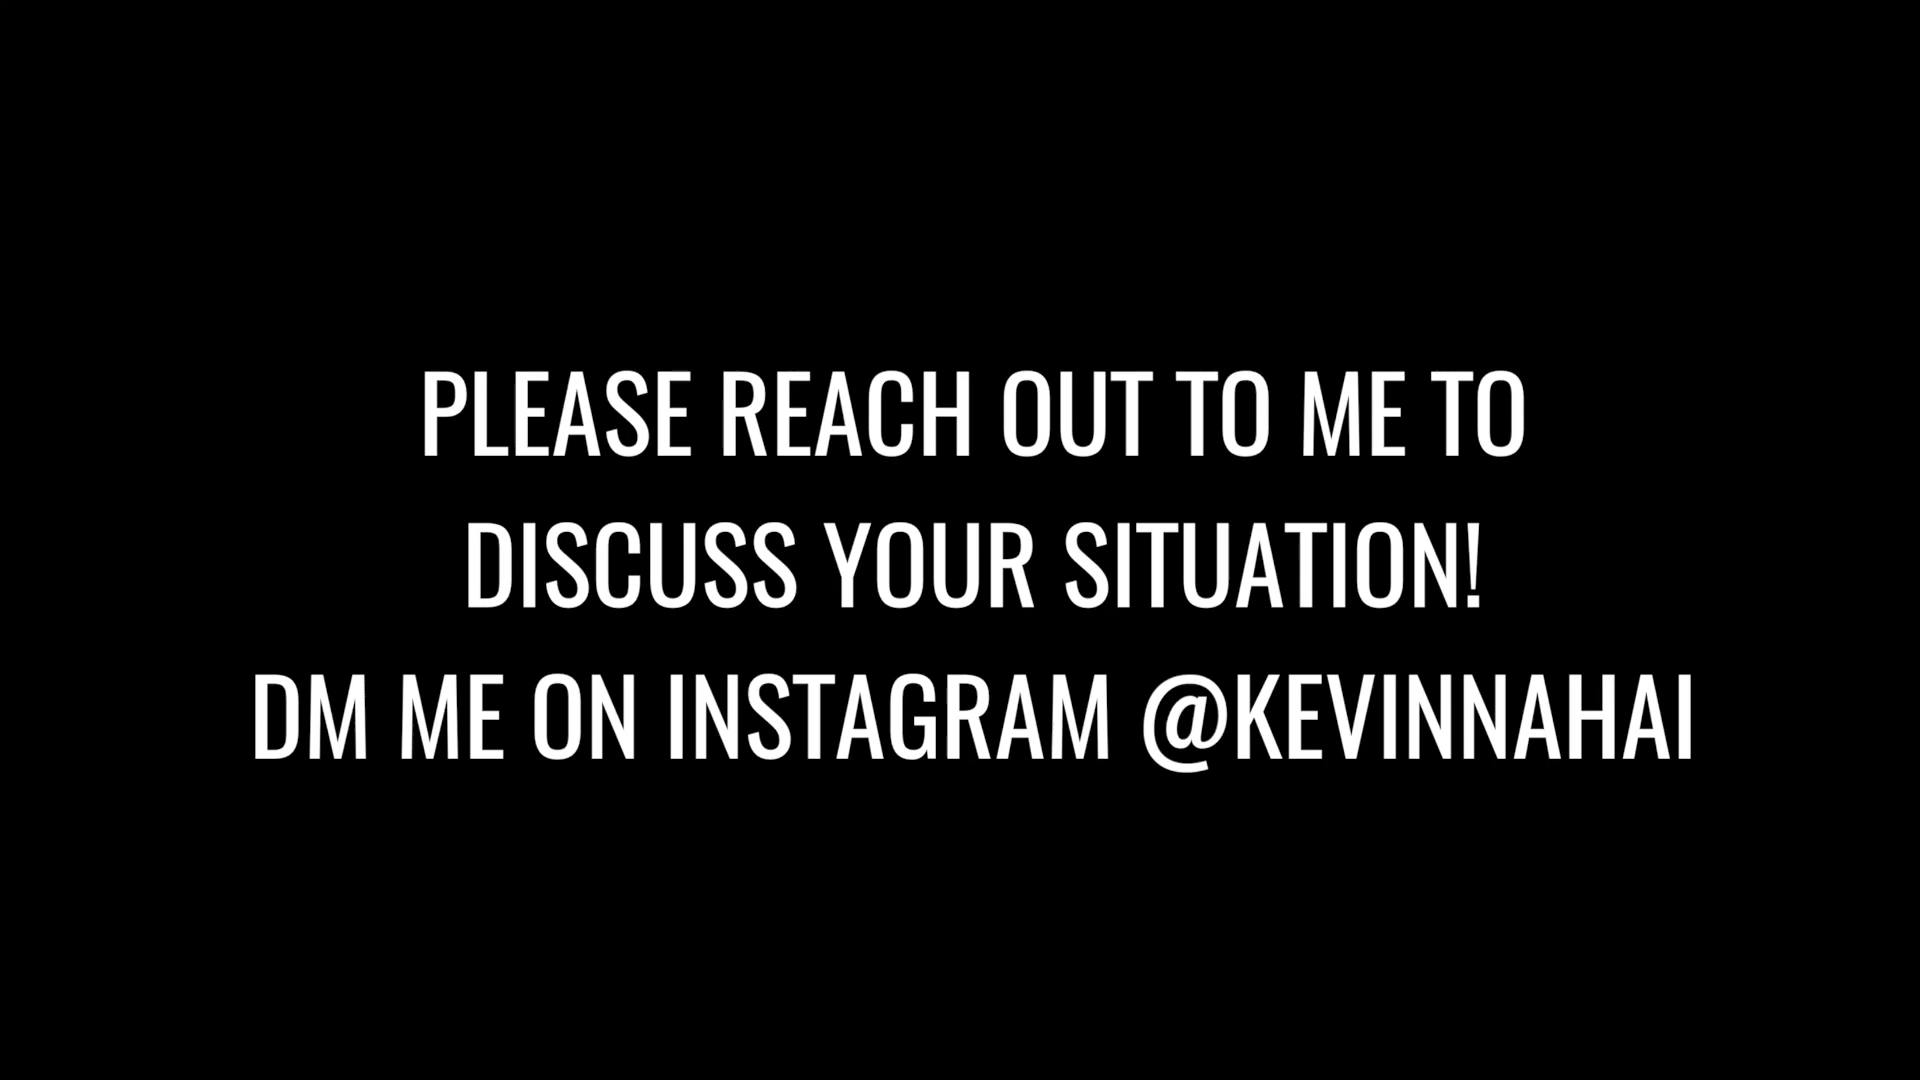 PLEASE REACH OUT TO ME TO
DISCUSS YOUR SITUATION!
DM ME ON INSTAGRAM @KEVINNAHAI